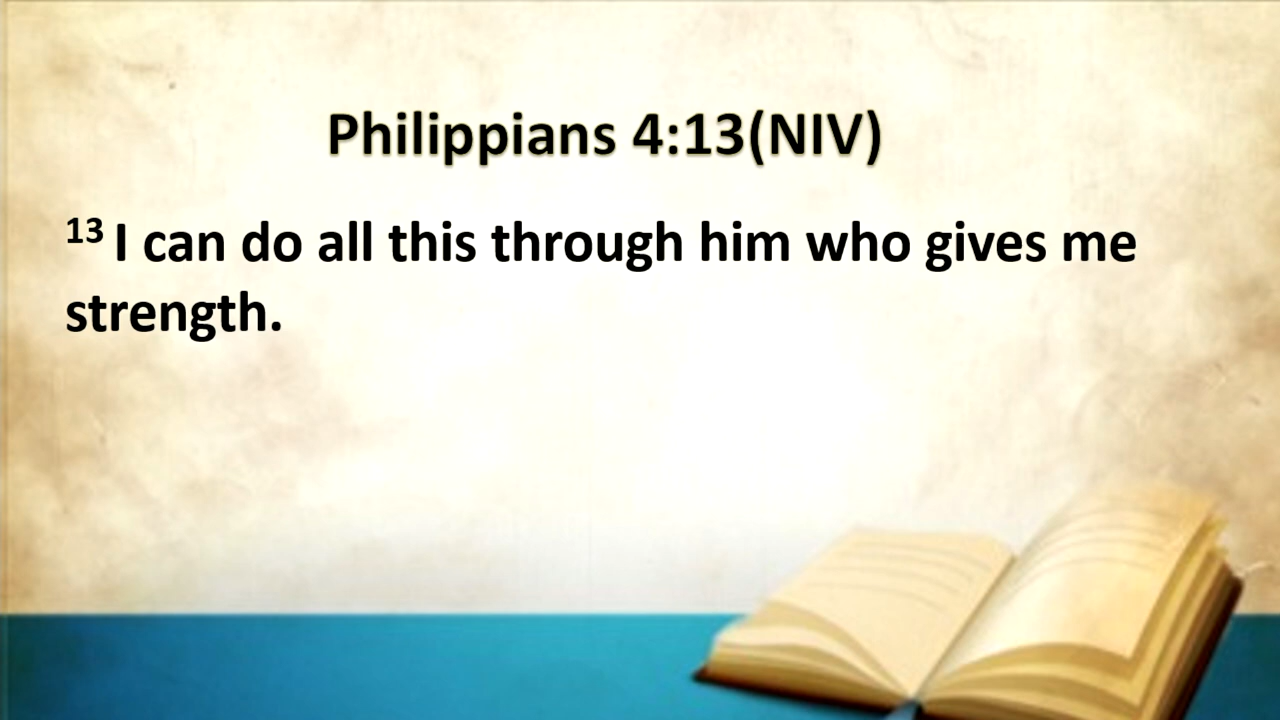 Philippians 4:13(NIV)
13 I can do all this through him who gives me
strength.